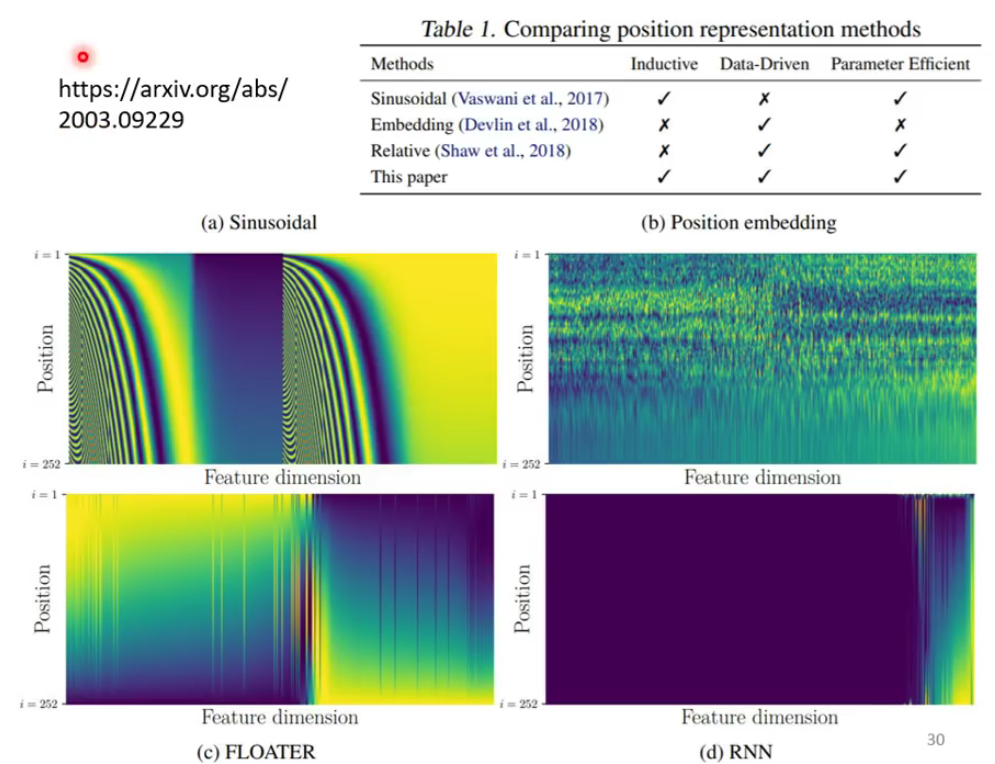 https://arxiv.org/abs/
2003.09229
Table 1. Comparing position representation methods
Methods Inductive Data-Driven Parameter Efficient
Sinusoidal (Vaswani et al., 2017) ✓ ✗ ✓
Embedding (Devlin et al., 2018) ✗ ✓ ✗
Relative (Shaw et al., 2018) ✗ ✓ ✓
This paper ✓ ✓ ✓
(a) Sinusoidal
i = 1
Position
i = 252
Feature dimension
(b) Position embedding
i = 1
Position
i = 252
Feature dimension
i = 1
Position
i = 252
Feature dimension
(c) FLOATER
i = 1
Position
i = 252
Feature dimension
(d) RNN
30